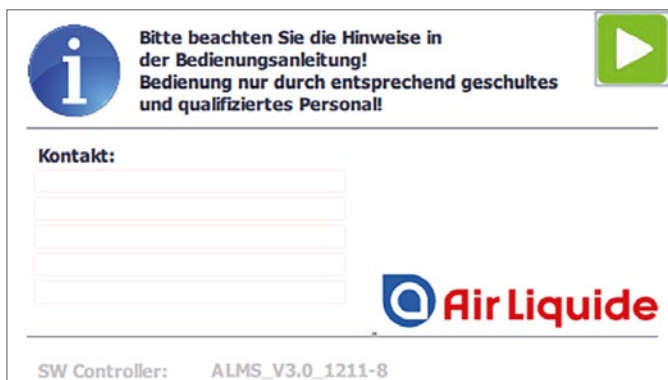 Bitte beachten Sie die Hinweise in
der Bedienungsanleitung!
Bedienung nur durch entsprechend geschultes
und qualifiziertes Personal!
Kontakt:
Air Liquide
SW Controller: ALMS_V3.0_1211-8